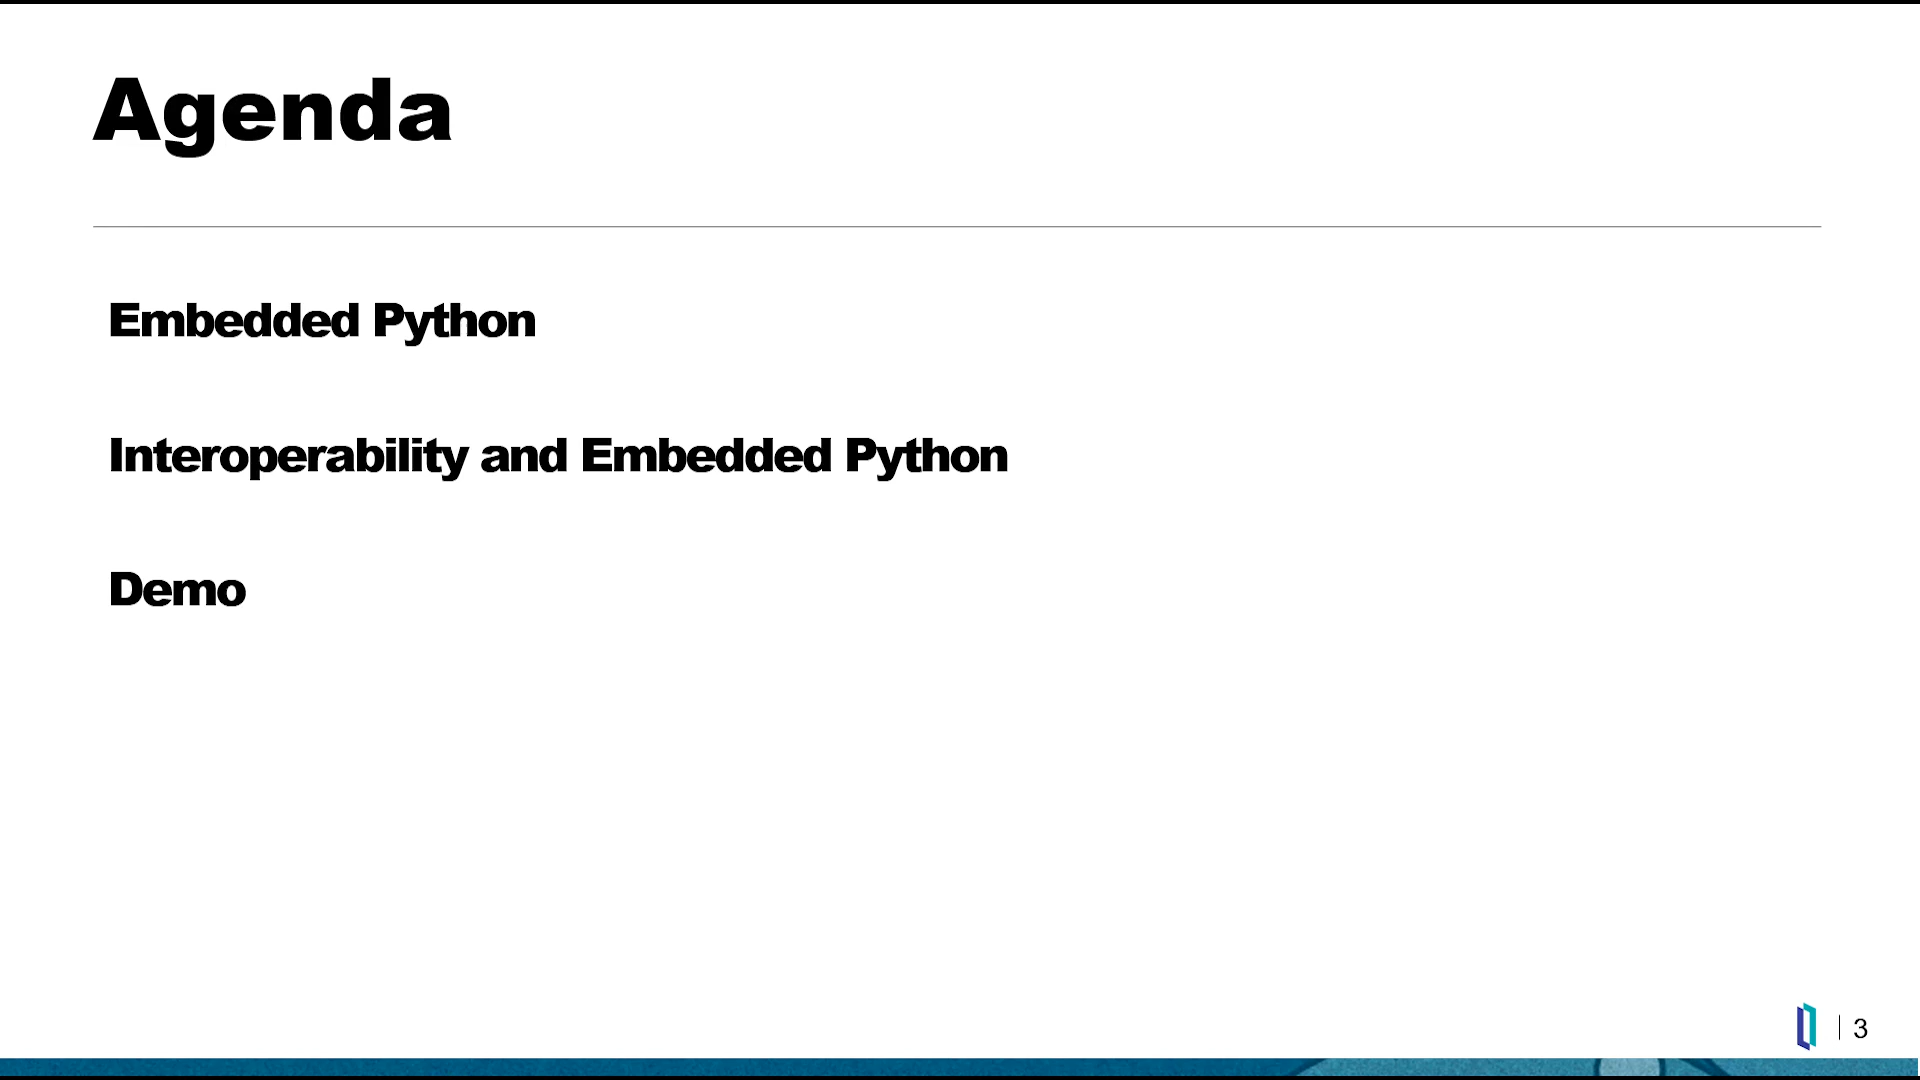 Agenda
Embedded Python
Interoperability and Embedded Python
Demo
3